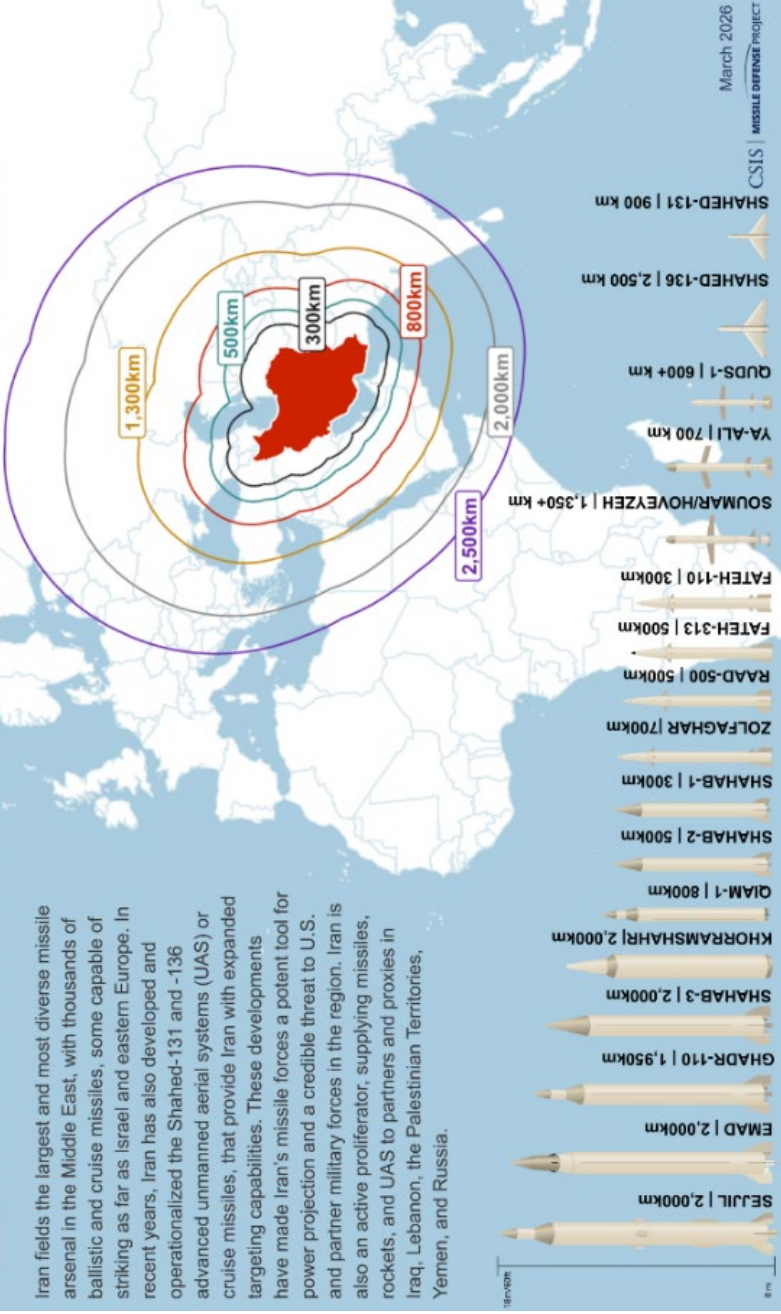 Iran fields the largest and most diverse missile
arsenal in the Middle East, with thousands of
ballistic and cruise missiles, some capable of
striking as far as Israel and eastern Europe. In
recent years, Iran has also developed and
operationalized the Shahed-131 and -136
advanced unmanned aerial systems (UAS) or
cruise missiles, that provide Iran with expanded
targeting capabilities. These developments
have made Iran's missile forces a potent tool for
power projection and a credible threat to U.S.
and partner military forces in the region. Iran is
also an active proliferator, supplying missiles,
rockets, and UAS to partners and proxies in
Iraq, Lebanon, the Palestinian Territories,
Yemen, and Russia.
1,300km
500km
300km
800km
2,000km
2,500km
SEJJIL | 2,000km
EMAD | 2,000km
GHADR-110 | 1,950km
SHAHAB-3 | 2,000km
KHORRAMSHAHR| 2,000km
QIAM-1 | 800km
SHAHAB-2 | 500km
SHAHAB-1 | 300km
ZOLFAGHAR |700km
RAAD-500 | 500km
FATEH-313 | 500km
FATEH-110 | 300km
SOUMAR/HOVEYZEH | 1,350+ km
YA-ALI | 700 km
QUDS-1 | 600+ km
SHAHED-136 | 2,500 km
SHAHED-131 | 900 km
0 m
March 2026
CSIS | MISSILE DEFENSE PROJECT